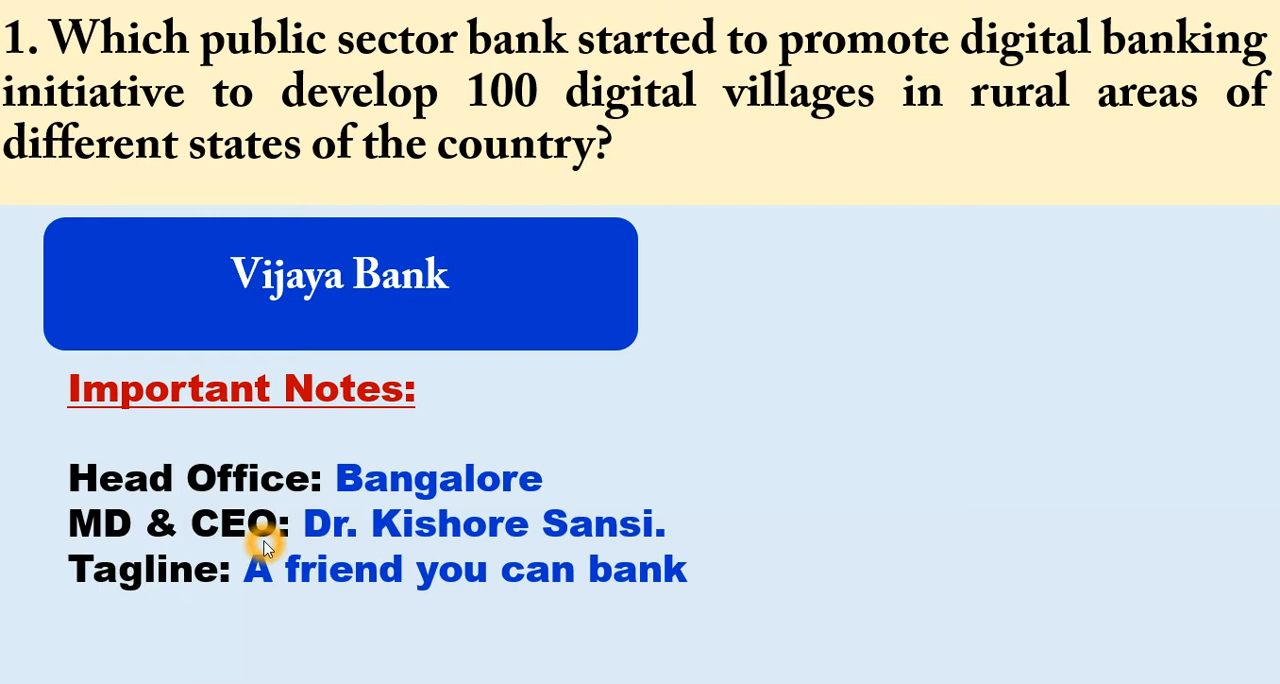 1. Which public sector bank started to promote digital banking
initiative to develop 100 digital villages in rural areas of
different states of the country?
Vijaya Bank
Important Notes:
Head Office: Bangalore
MD & CEO: Dr. Kishore Sansi.
Tagline: A friend you can bank